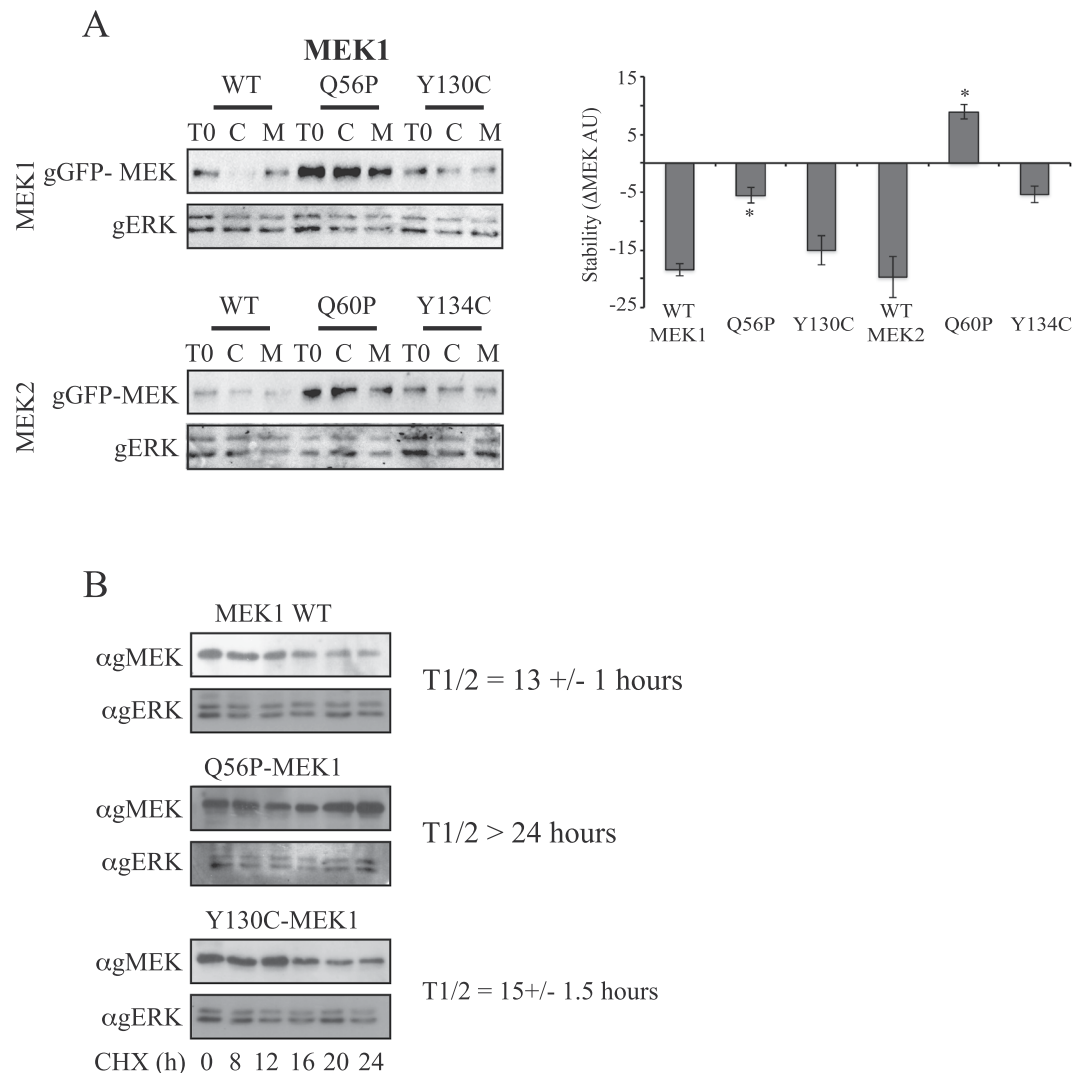 A
MEK1
WT Q56P Y130C
T0 C M T0 C M T0 C M
MEK1
gGFP- MEK
gERK
WT Q60P Y134C
T0 C M T0 C M T0 C M
MEK2
gGFP-MEK
gERK
Stability (ΔMEK AU)
15
5
-5
-15
-25
*
*
WT MEK1 Q56P Y130C WT MEK2 Q60P Y134C
B
MEK1 WT
αgMEK
αgERK
T1/2 = 13 +/- 1 hours
Q56P-MEK1
αgMEK
αgERK
T1/2 > 24 hours
Y130C-MEK1
αgMEK
αgERK
T1/2 = 15+/- 1.5 hours
CHX (h) 0 8 12 16 20 24